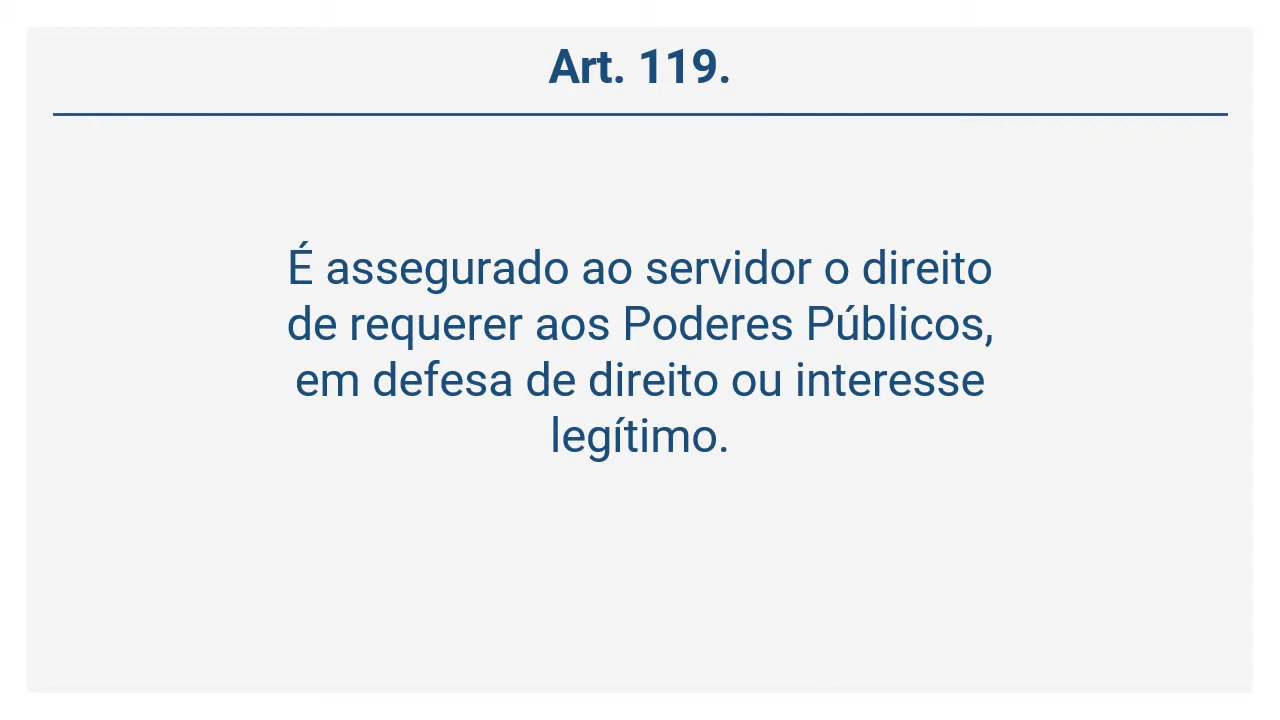 Art. 119.
É assegurado ao servidor o direito
de requerer aos Poderes Públicos,
em defesa de direito ou interesse
legítimo.